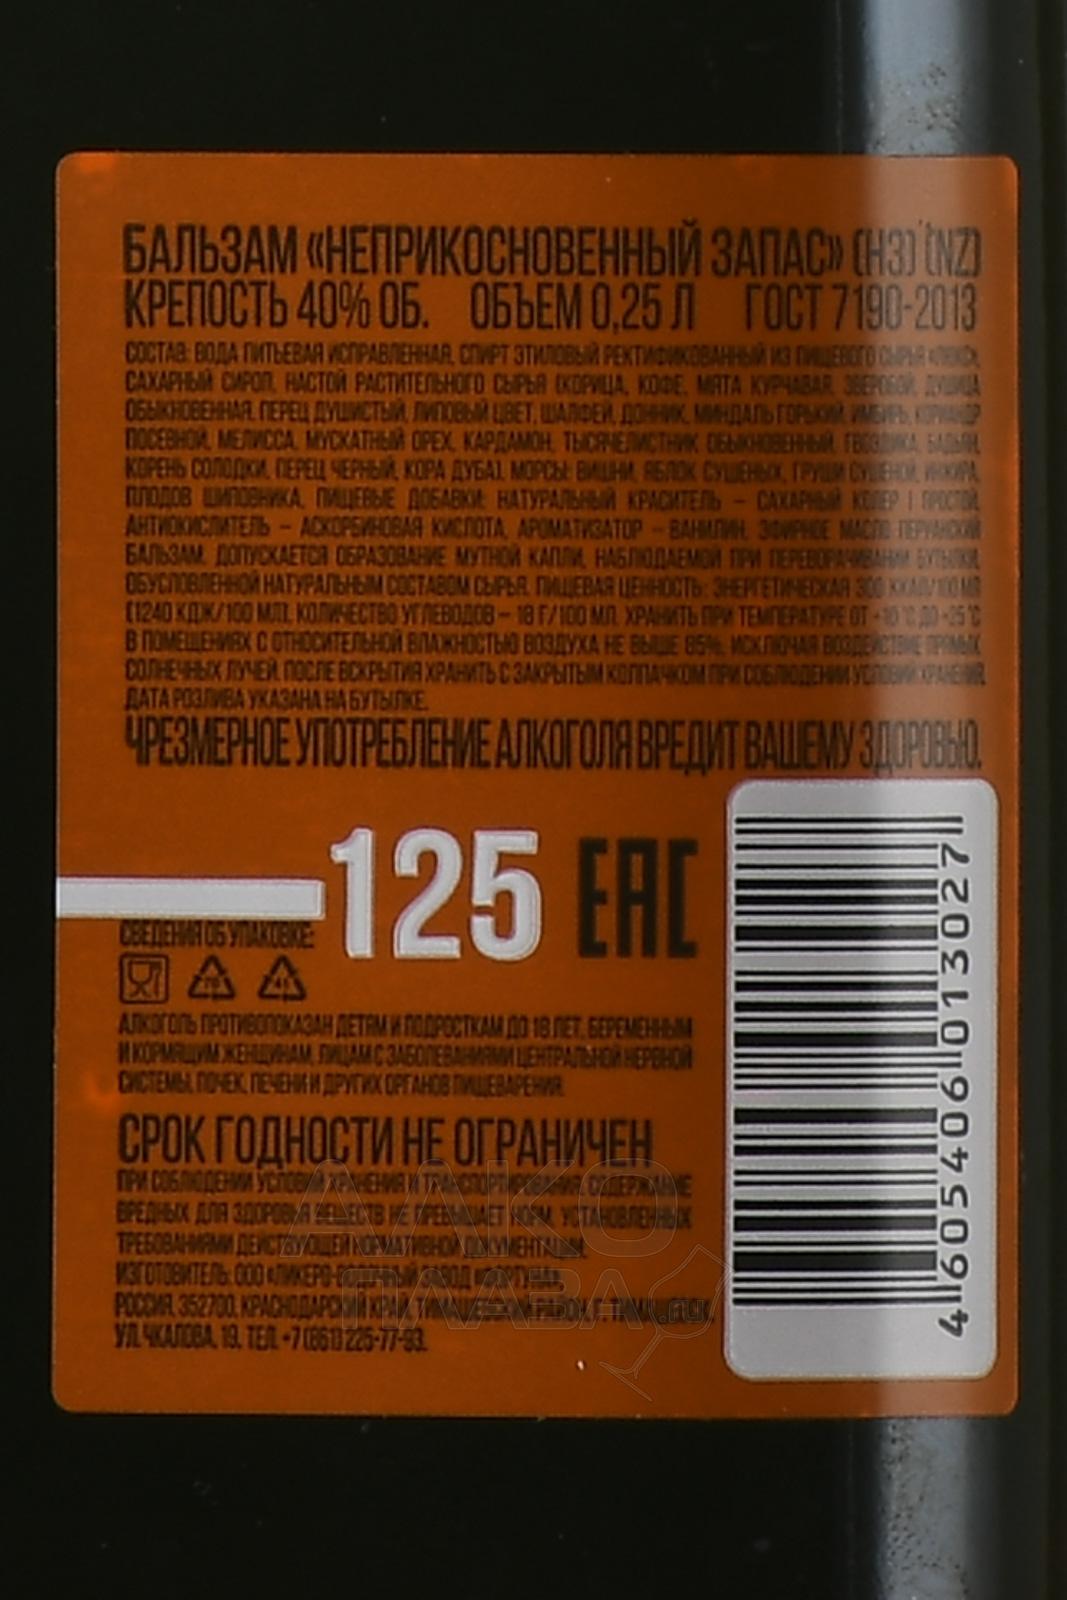 БАЛЬЗАМ «НЕПРИКОСНОВЕННЫЙ ЗАПАС» (НЗ) (NZ)
КРЕПОСТЬ 40% ОБ. ОБЪЕМ 0,25 Л ГОСТ 7190-2013
СОСТАВ: ВОДА ПИТЬЕВАЯ ИСПРАВЛЕННАЯ, СПИРТ ЭТИЛОВЫЙ РЕКТИФИКОВАННЫЙ ИЗ ПИЩЕВОГО СЫРЬЯ «ЛЮКС»,
САХАРНЫЙ СИРОП, НАСТОЙ РАСТИТЕЛЬНОГО СЫРЬЯ (КОРИЦА, КОФЕ, МЯТА КУРЧАВАЯ, ЗВЕРОБОЙ, ДУШИЦА
ОБЫКНОВЕННАЯ, ПЕРЕЦ ДУШИСТЫЙ, ЛИПОВЫЙ ЦВЕТ, ШАЛФЕЙ, ДОННИК, МИНДАЛЬ ГОРЬКИЙ, ИМБИРЬ, КОРИАНДР
ПОСЕВНОЙ, МЕЛИССА, МУСКАТНЫЙ ОРЕХ, КАРДАМОН, ТЫСЯЧЕЛИСТНИК ОБЫКНОВЕННЫЙ, ГВОЗДИКА, БАДЬЯН,
КОРЕНЬ СОЛОДКИ, ПЕРЕЦ ЧЕРНЫЙ, КОРА ДУБА), МОРСЫ: ВИШНИ, ЯБЛОК СУШЕНЫХ, ГРУШИ СУШЕНОЙ, ИНЖИРА,
ПЛОДОВ ШИПОВНИКА, ПИЩЕВЫЕ ДОБАВКИ: НАТУРАЛЬНЫЙ КРАСИТЕЛЬ – САХАРНЫЙ КОЛЕР I ПРОСТОЙ,
АНТИОКИСЛИТЕЛЬ – АСКОРБИНОВАЯ КИСЛОТА, АРОМАТИЗАТОР – ВАНИЛИН, ЭФИРНОЕ МАСЛО ПЕРУАНСКИЙ
БАЛЬЗАМ. ДОПУСКАЕТСЯ ОБРАЗОВАНИЕ МУТНОЙ КАПЛИ, НАБЛЮДАЕМОЙ ПРИ ПЕРЕВОРАЧИВАНИИ БУТЫЛКИ,
ОБУСЛОВЛЕННОЙ НАТУРАЛЬНЫМ СОСТАВОМ СЫРЬЯ. ПИЩЕВАЯ ЦЕННОСТЬ: ЭНЕРГЕТИЧЕСКАЯ 300 ККАЛ/100 МЛ
(1240 КДЖ/100 МЛ), КОЛИЧЕСТВО УГЛЕВОДОВ – 18 Г/100 МЛ. ХРАНИТЬ ПРИ ТЕМПЕРАТУРЕ ОТ +10 °С ДО +25 °С
В ПОМЕЩЕНИЯХ С ОТНОСИТЕЛЬНОЙ ВЛАЖНОСТЬЮ ВОЗДУХА НЕ ВЫШЕ 85%, ИСКЛЮЧАЯ ВОЗДЕЙСТВИЕ ПРЯМЫХ
СОЛНЕЧНЫХ ЛУЧЕЙ. ПОСЛЕ ВСКРЫТИЯ ХРАНИТЬ С ЗАКРЫТЫМ КОЛПАЧКОМ ПРИ СОБЛЮДЕНИИ УСЛОВИЙ ХРАНЕНИЯ.
ДАТА РОЗЛИВА УКАЗАНА НА БУТЫЛКЕ.
ЧРЕЗМЕРНОЕ УПОТРЕБЛЕНИЕ АЛКОГОЛЯ ВРЕДИТ ВАШЕМУ ЗДОРОВЬЮ.
125 ЕАС
СВЕДЕНИЯ ОБ УПАКОВКЕ:
70 41
АЛКОГОЛЬ ПРОТИВОПОКАЗАН ДЕТЯМ И ПОДРОСТКАМ ДО 18 ЛЕТ, БЕРЕМЕННЫМ
И КОРМЯЩИМ ЖЕНЩИНАМ, ЛИЦАМ С ЗАБОЛЕВАНИЯМИ ЦЕНТРАЛЬНОЙ НЕРВНОЙ
СИСТЕМЫ, ПОЧЕК, ПЕЧЕНИ И ДРУГИХ ОРГАНОВ ПИЩЕВАРЕНИЯ.
СРОК ГОДНОСТИ НЕ ОГРАНИЧЕН
ПРИ СОБЛЮДЕНИИ УСЛОВИЙ ХРАНЕНИЯ И ТРАНСПОРТИРОВАНИЯ. СОДЕРЖАНИЕ
ВРЕДНЫХ ДЛЯ ЗДОРОВЬЯ ВЕЩЕСТВ НЕ ПРЕВЫШАЕТ НОРМ, УСТАНОВЛЕННЫХ
ТРЕБОВАНИЯМИ ДЕЙСТВУЮЩЕЙ НОРМАТИВНОЙ ДОКУМЕНТАЦИИ.
ИЗГОТОВИТЕЛЬ: ООО «ЛИКЕРО-ВОДОЧНЫЙ ЗАВОД «ФОРТУНА»,
РОССИЯ, 352700, КРАСНОДАРСКИЙ КРАЙ, ТИМАШЕВСКИЙ РАЙОН, Г. ТИМАШЕВСК,
УЛ. ЧКАЛОВА, 19. ТЕЛ. +7 (861) 225-77-93.
4605406013027
АЛКО
ПЛАЗА